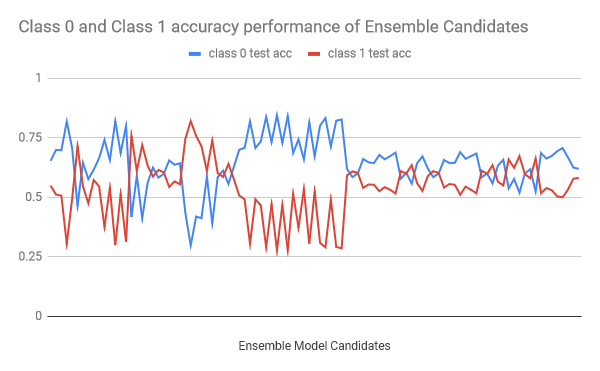 Class 0 and Class 1 accuracy performance of Ensemble Candidates
class 0 test acc class 1 test acc
1
0.75
0.5
0.25
0
Ensemble Model Candidates